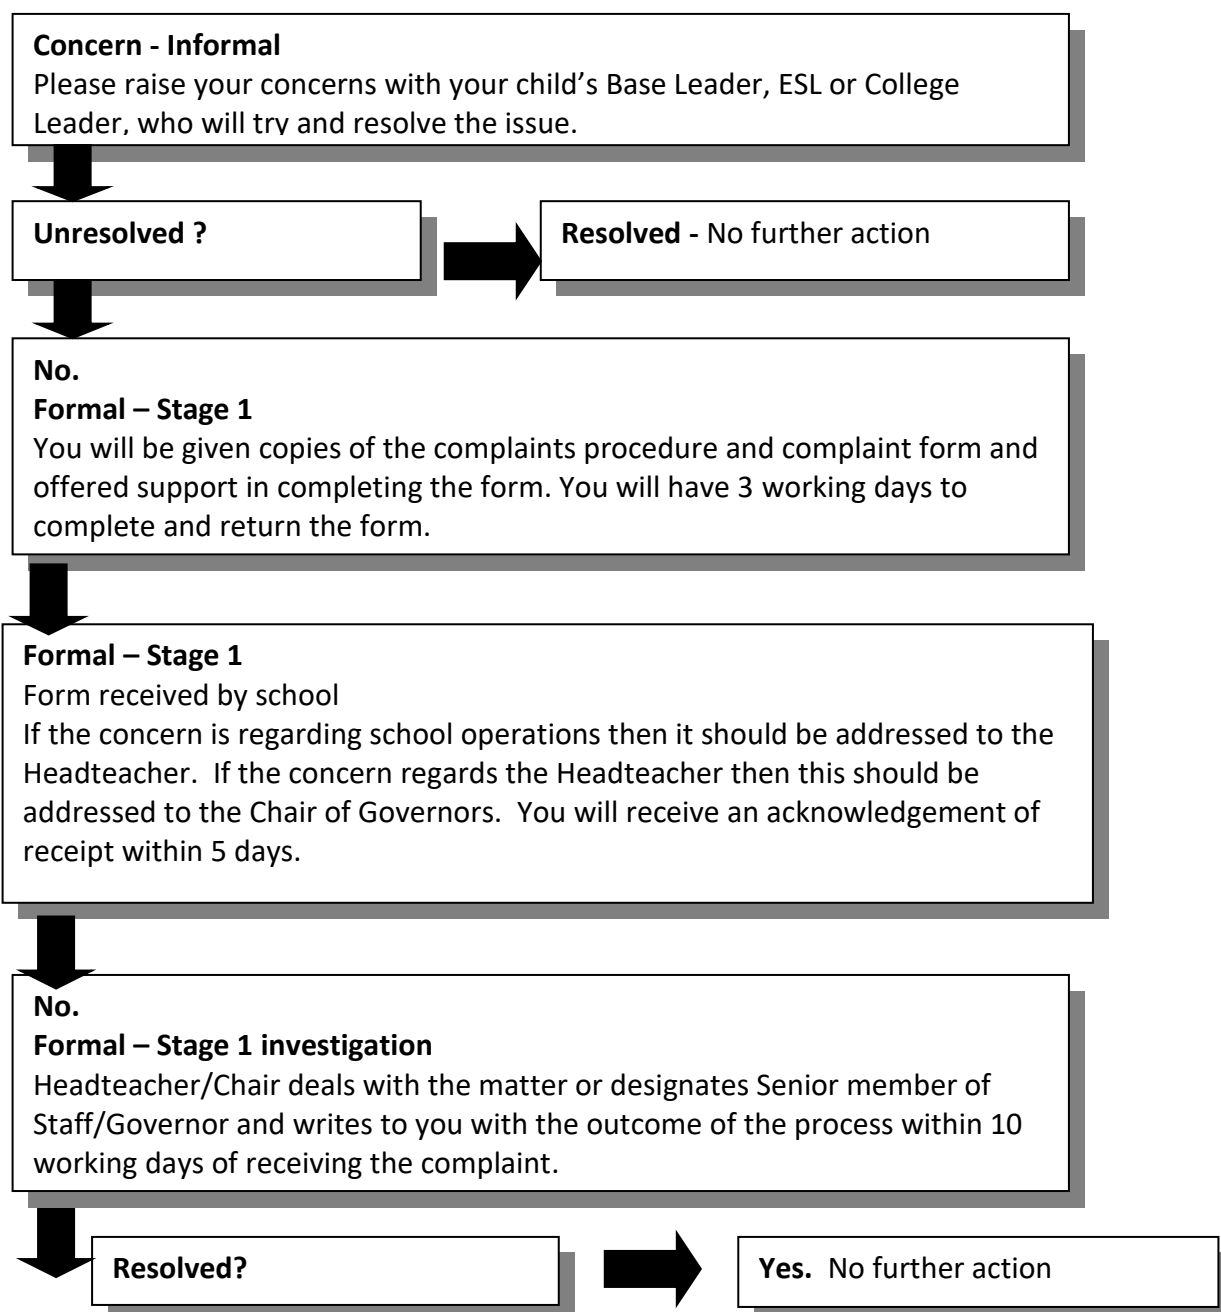 Concern - Informal
Please raise your concerns with your child’s Base Leader, ESL or College
Leader, who will try and resolve the issue.
Unresolved ?
Resolved - No further action
No.
Formal – Stage 1
You will be given copies of the complaints procedure and complaint form and
offered support in completing the form. You will have 3 working days to
complete and return the form.
Formal – Stage 1
Form received by school
If the concern is regarding school operations then it should be addressed to the
Headteacher.  If the concern regards the Headteacher then this should be
addressed to the Chair of Governors.  You will receive an acknowledgement of
receipt within 5 days.
No.
Formal – Stage 1 investigation
Headteacher/Chair deals with the matter or designates Senior member of
Staff/Governor and writes to you with the outcome of the process within 10
working days of receiving the complaint.
Resolved?
Yes.  No further action